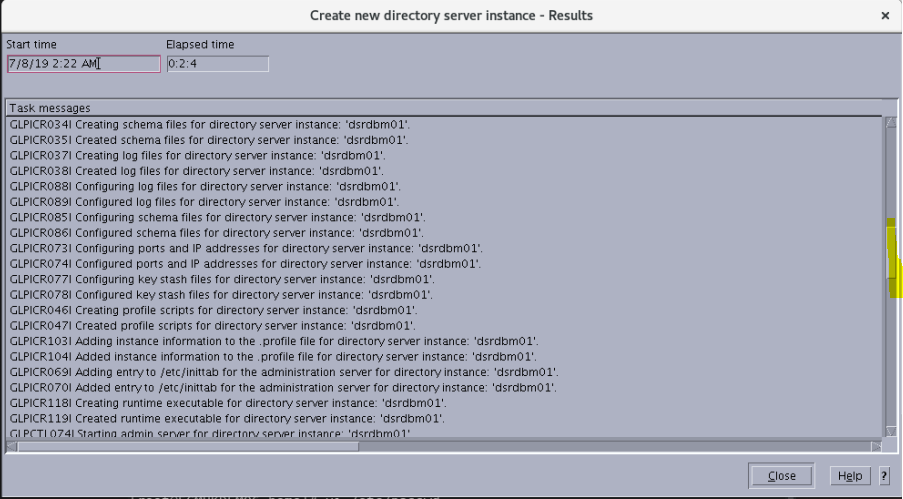 Create new directory server instance - Results
Start time
Elapsed time
7/8/19 2:22 AM
0:2:4
Task messages
GLPICR034I Creating schema files for directory server instance: 'dsrdbm01'.
GLPICR035I Created schema files for directory server instance: 'dsrdbm01'.
GLPICR037I Creating log files for directory server instance: 'dsrdbm01'.
GLPICR038I Created log files for directory server instance: 'dsrdbm01'.
GLPICR088I Configuring log files for directory server instance: 'dsrdbm01'.
GLPICR089I Configured log files for directory server instance: 'dsrdbm01'.
GLPICR085I Configuring schema files for directory server instance: 'dsrdbm01'.
GLPICR086I Configured schema files for directory server instance: 'dsrdbm01'.
GLPICR073I Configuring ports and IP addresses for directory server instance: 'dsrdbm01'.
GLPICR074I Configured ports and IP addresses for directory server instance: 'dsrdbm01'.
GLPICR077I Configuring key stash files for directory server instance: 'dsrdbm01'.
GLPICR078I Configured key stash files for directory server instance: 'dsrdbm01'.
GLPICR046I Creating profile scripts for directory server instance: 'dsrdbm01'.
GLPICR047I Created profile scripts for directory server instance: 'dsrdbm01'.
GLPICR103I Adding instance information to the .profile file for directory server instance: 'dsrdbm01'.
GLPICR104I Added instance information to the .profile file for directory server instance: 'dsrdbm01'.
GLPICR069I Adding entry to /etc/inittab for the administration server for directory instance: 'dsrdbm01'.
GLPICR070I Added entry to /etc/inittab for the administration server for directory instance: 'dsrdbm01'.
GLPICR118I Creating runtime executable for directory server instance: 'dsrdbm01'.
GLPICR119I Created runtime executable for directory server instance: 'dsrdbm01'.
GLPCTL074I Starting admin server for directory server instance: 'dsrdbm01'
Close
Help
?